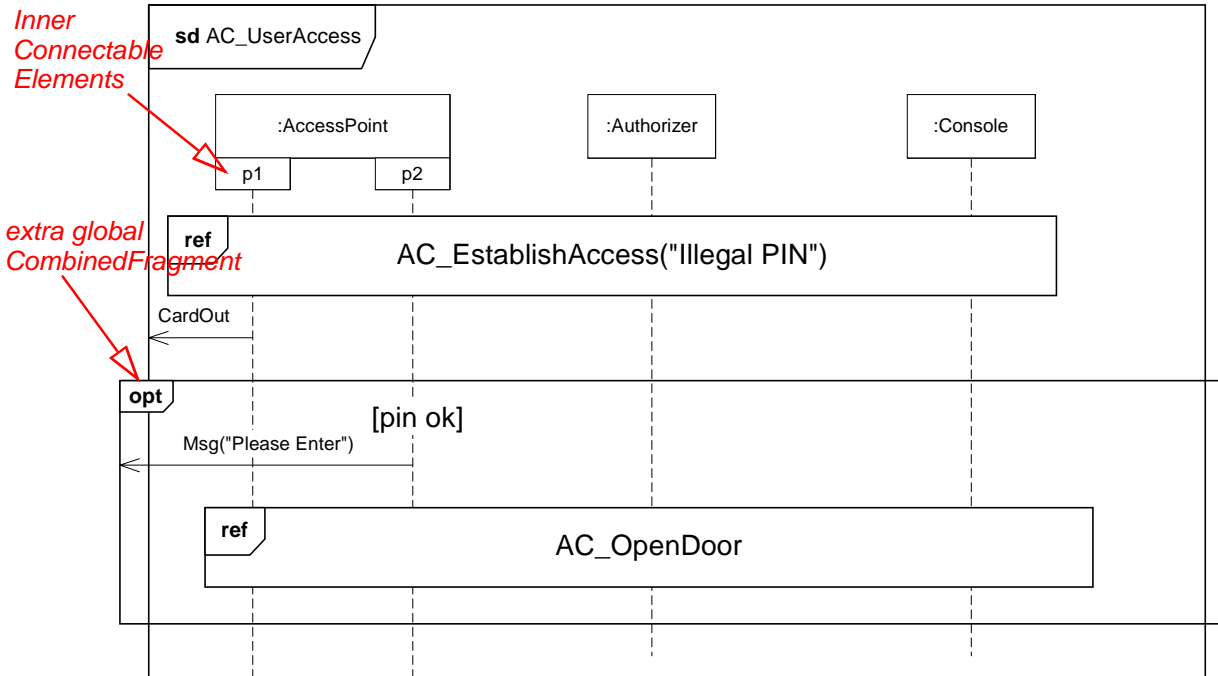 Inner
Connectable
Elements
sd AC_UserAccess
:AccessPoint
:Authorizer
:Console
p1
p2
extra global
CombinedFragment
ref
AC_EstablishAccess("Illegal PIN")
CardOut
opt
[pin ok]
Msg("Please Enter")
ref
AC_OpenDoor